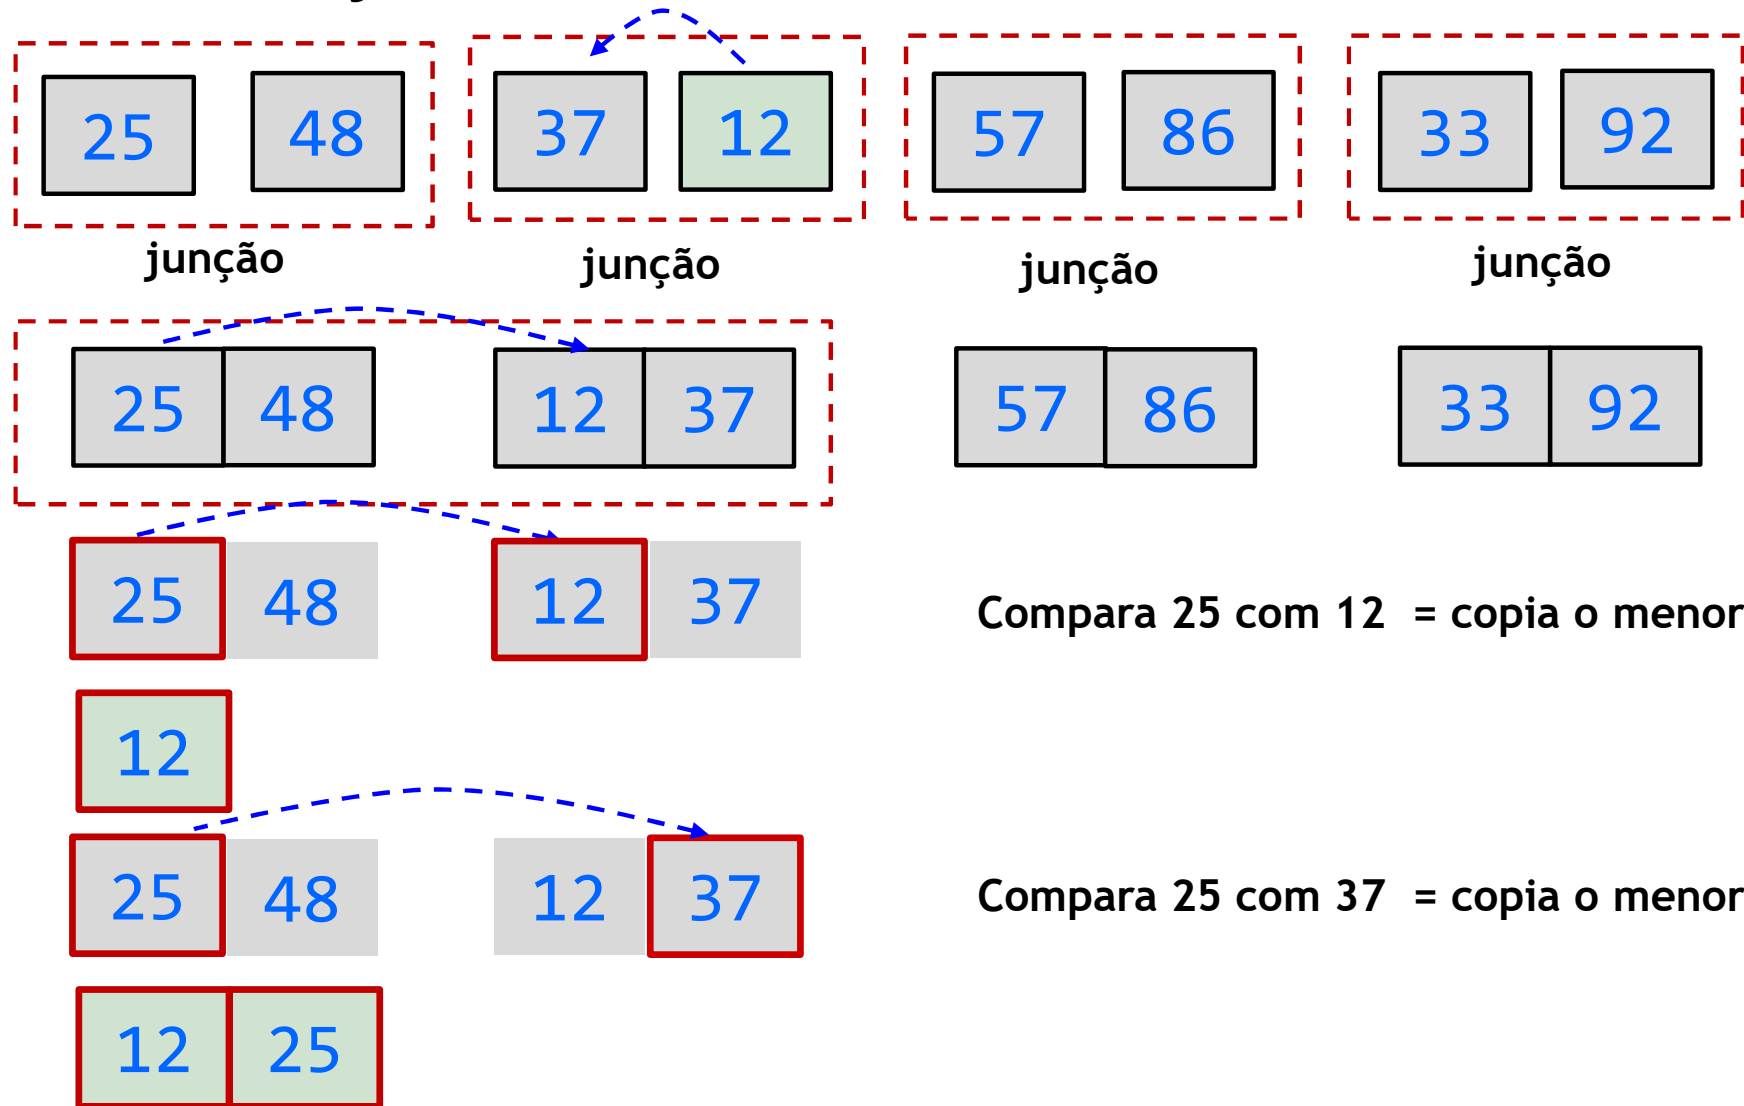 25 48 37 12 57 86 33 92
junção junção junção junção
25 48 12 37 57 86 33 92
25 48 12 37 Compara 25 com 12 = copia o menor
12
25 48 12 37 Compara 25 com 37 = copia o menor
12 25